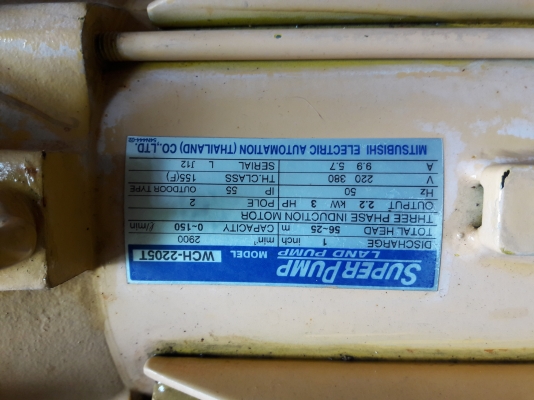 SUPER PUMP
LAND PUMP MODEL WCH-2205T
DISCHARGE 1 inch min⁻¹ 2900
TOTAL HEAD 56-25 m CAPACITY 0-150 ℓ/min
THREE PHASE INDUCTION MOTOR
OUTPUT 2.2 kW 3 HP POLE 2
Hz 50 IP 55 OUTDOOR TYPE
V 220 380 TH.CLASS 155(F)
A 9.9 5.7 SERIAL L J12
MITSUBISHI ELECTRIC AUTOMATION (THAILAND) CO.,LTD.